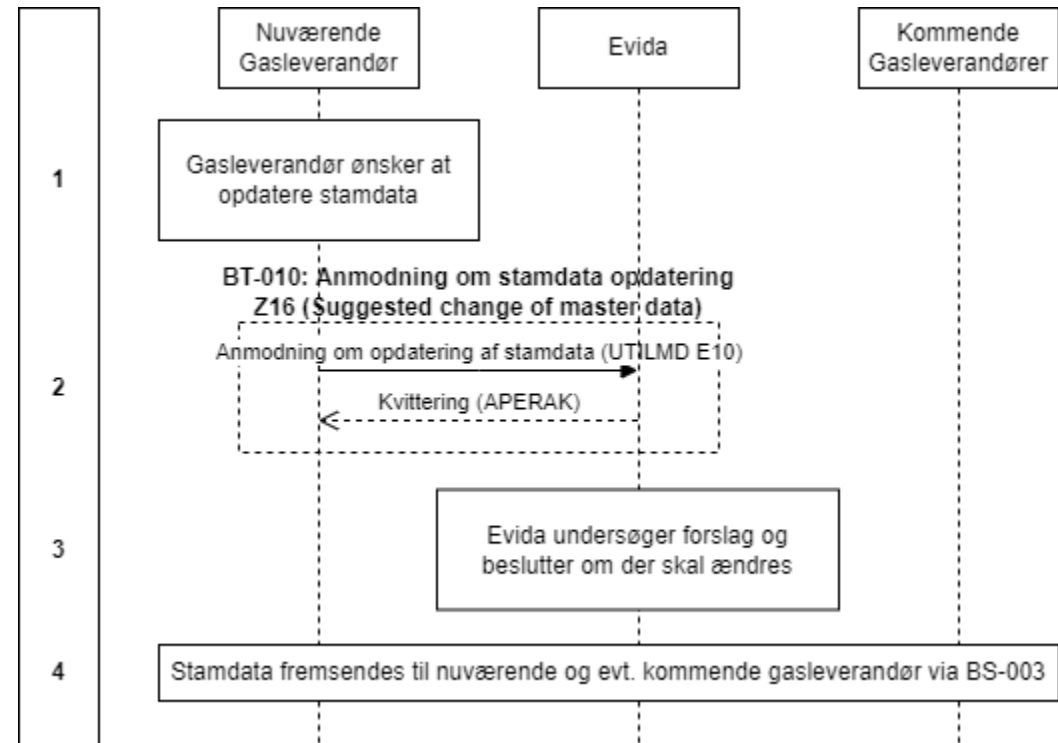 Nuværende
Gasleverandør
Evida
Kommende
Gasleverandører
1
Gasleverandør ønsker at
opdatere stamdata
BT-010: Anmodning om stamdata opdatering
Z16 (Suggested change of master data)
2
Anmodning om opdatering af stamdata (UTILMD E10)
Kvittering (APERAK)
3
Evida undersøger forslag og
beslutter om der skal ændres
4
Stamdata fremsendes til nuværende og evt. kommende gasleverandør via BS-003